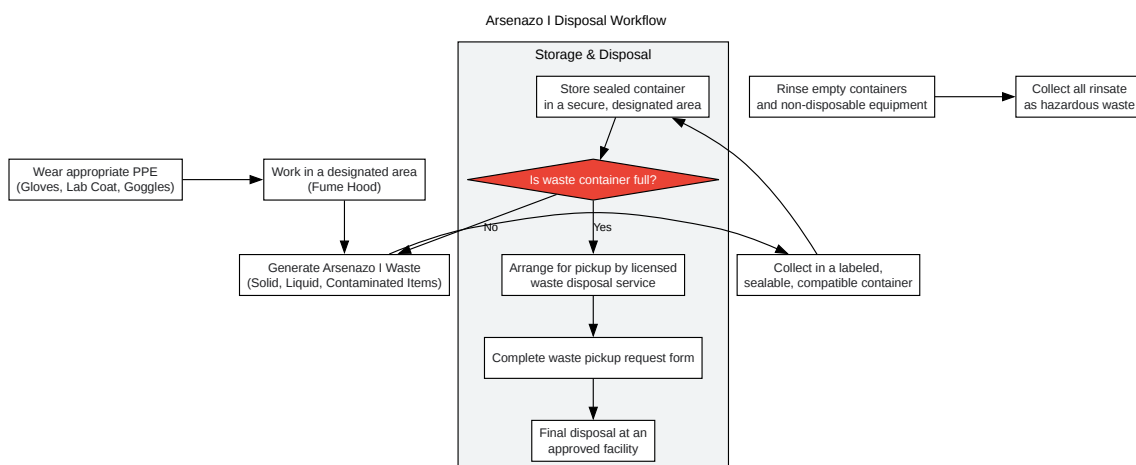 Arsenazo I Disposal Workflow
Storage & Disposal
Store sealed container
in a secure, designated area
Rinse empty containers
and non-disposable equipment
Collect all rinsate
as hazardous waste
Wear appropriate PPE
(Gloves, Lab Coat, Goggles)
Work in a designated area
(Fume Hood)
Is waste container full?
No
Yes
Generate Arsenazo I Waste
(Solid, Liquid, Contaminated Items)
Arrange for pickup by licensed
waste disposal service
Collect in a labeled,
sealable, compatible container
Complete waste pickup request form
Final disposal at an
approved facility